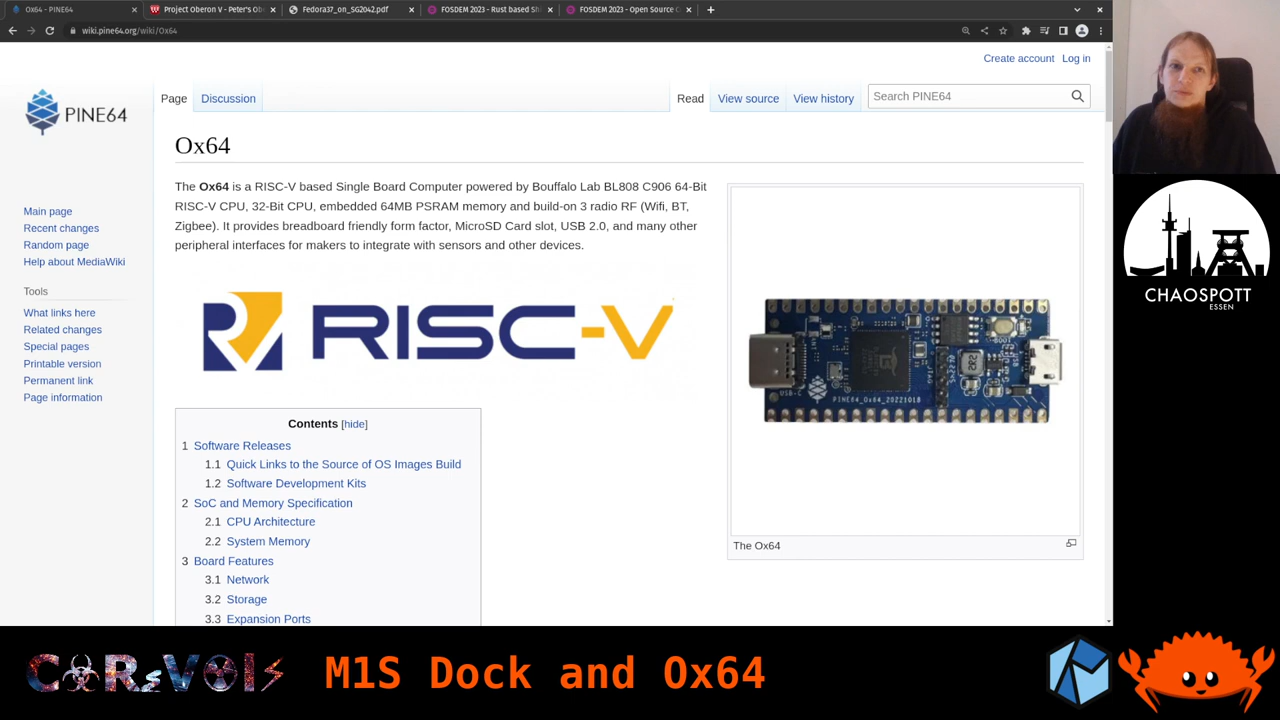 Ox64 - PINE64
Project Oberon V - Peter's Ob
Fedora37_on_SG2042.pdf
FOSDEM 2023 - Rust based Sh
FOSDEM 2023 - Open Source C
wiki.pine64.org/wiki/Ox64
Create account Log in
PINE64
Page Discussion Read View source View history Search PINE64
Main page
Recent changes
Random page
Help about MediaWiki
Tools
What links here
Related changes
Special pages
Printable version
Permanent link
Page information
Ox64
The Ox64 is a RISC-V based Single Board Computer powered by Bouffalo Lab BL808 C906 64-Bit
RISC-V CPU, 32-Bit CPU, embedded 64MB PSRAM memory and build-on 3 radio RF (Wifi, BT,
Zigbee). It provides breadboard friendly form factor, MicroSD Card slot, USB 2.0, and many other
peripheral interfaces for makers to integrate with sensors and other devices.
RISC-V
Contents [hide]
1 Software Releases
1.1 Quick Links to the Source of OS Images Build
1.2 Software Development Kits
2 SoC and Memory Specification
2.1 CPU Architecture
2.2 System Memory
3 Board Features
3.1 Network
3.2 Storage
3.3 Expansion Ports
USB-C
PINE64_Ox64_20221018
JTAG
2R2
The Ox64
CHAOSPOTT
ESSEN
M1S Dock and Ox64